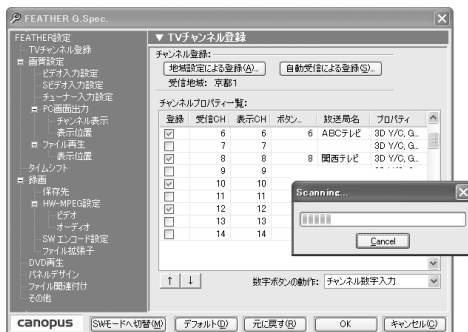 FEATHER G.Spec.
FEATHER設定
TVチャンネル登録
画質設定
ビデオ入力設定
Sビデオ入力設定
チューナー入力設定
PC画面出力
チャンネル表示
表示位置
ファイル再生
表示位置
タイムシフト
録画
保存先
HW-MPEG設定
ビデオ
オーディオ
SW エンコード設定
ファイル拡張子
DVD再生
パネルデザイン
ファイル関連付け
その他
▼ TVチャンネル登録
チャンネル登録:
地域設定による登録(A)...
自動受信による登録(S)...
受信地域: 京都1
チャンネルプロパティ一覧:
登録 受信CH 表示CH ボタン... 放送局名 プロパティ
6 6 6 ABCテレビ 3D Y/C, G...
7 7 3D Y/C, G...
8 8 8 関西テレビ 3D Y/C, G...
9 9
10 10
11 11
12 12
13 13
14 14
Scanning...
Cancel
↑ ↓ 数字ボタンの動作: チャンネル数字入力
canopus SWモードへ切替(M) デフォルト(D) 元に戻す(R) OK キャンセル(C)